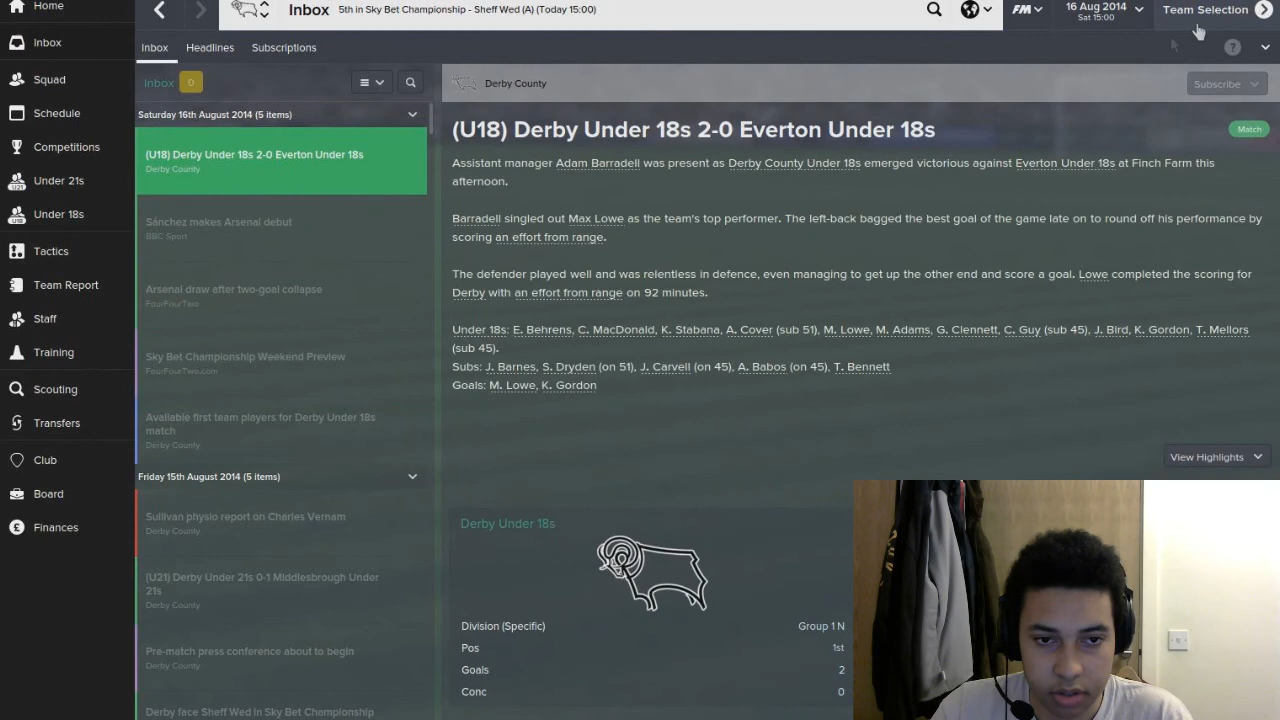 Home
Inbox
Squad
Schedule
Competitions
Under 21s
Under 18s
Tactics
Team Report
Staff
Training
Scouting
Transfers
Club
Board
Finances
U21
U18
Inbox
5th in Sky Bet Championship - Sheff Wed (A) (Today 15:00)
FM
16 Aug 2014
Sat 15:00
Team Selection
Inbox Headlines Subscriptions
?
Inbox 0
Saturday 16th August 2014 (5 items)
(U18) Derby Under 18s 2-0 Everton Under 18s
Derby County
Sánchez makes Arsenal debut
BBC Sport
Arsenal draw after two-goal collapse
FourFourTwo
Sky Bet Championship Weekend Preview
FourFourTwo.com
Available first team players for Derby Under 18s
match
Derby County
Friday 15th August 2014 (5 items)
Sullivan physio report on Charles Vernam
Derby County
(U21) Derby Under 21s 0-1 Middlesbrough Under
21s
Derby County
Pre-match press conference about to begin
Derby County
Derby face Sheff Wed in Sky Bet Championship
Derby County
Subscribe
(U18) Derby Under 18s 2-0 Everton Under 18s
Match
Assistant manager Adam Barradell was present as Derby County Under 18s emerged victorious against Everton Under 18s at Finch Farm this
afternoon.
Barradell singled out Max Lowe as the team's top performer. The left-back bagged the best goal of the game late on to round off his performance by
scoring an effort from range.
The defender played well and was relentless in defence, even managing to get up the other end and score a goal. Lowe completed the scoring for
Derby with an effort from range on 92 minutes.
Under 18s: E. Behrens, C. MacDonald, K. Stabana, A. Cover (sub 51), M. Lowe, M. Adams, G. Clennett, C. Guy (sub 45), J. Bird, K. Gordon, T. Mellors
(sub 45).
Subs: J. Barnes, S. Dryden (on 51), J. Carvell (on 45), A. Babos (on 45), T. Bennett
Goals: M. Lowe, K. Gordon
View Highlights
Derby Under 18s
Division (Specific) Group 1 N
Pos 1st
Goals 2
Conc 0